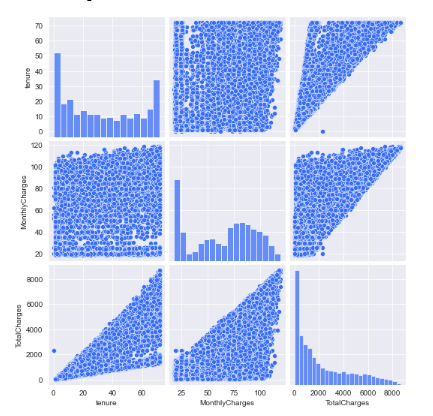 70
60
50
40
30
20
10
0
tenure
120
100
80
60
40
20
MonthlyCharges
8000
6000
4000
2000
0
TotalCharges
0 20 40 60
tenure
25 50 75 100
MonthlyCharges
0 2000 4000 6000 8000
TotalCharges